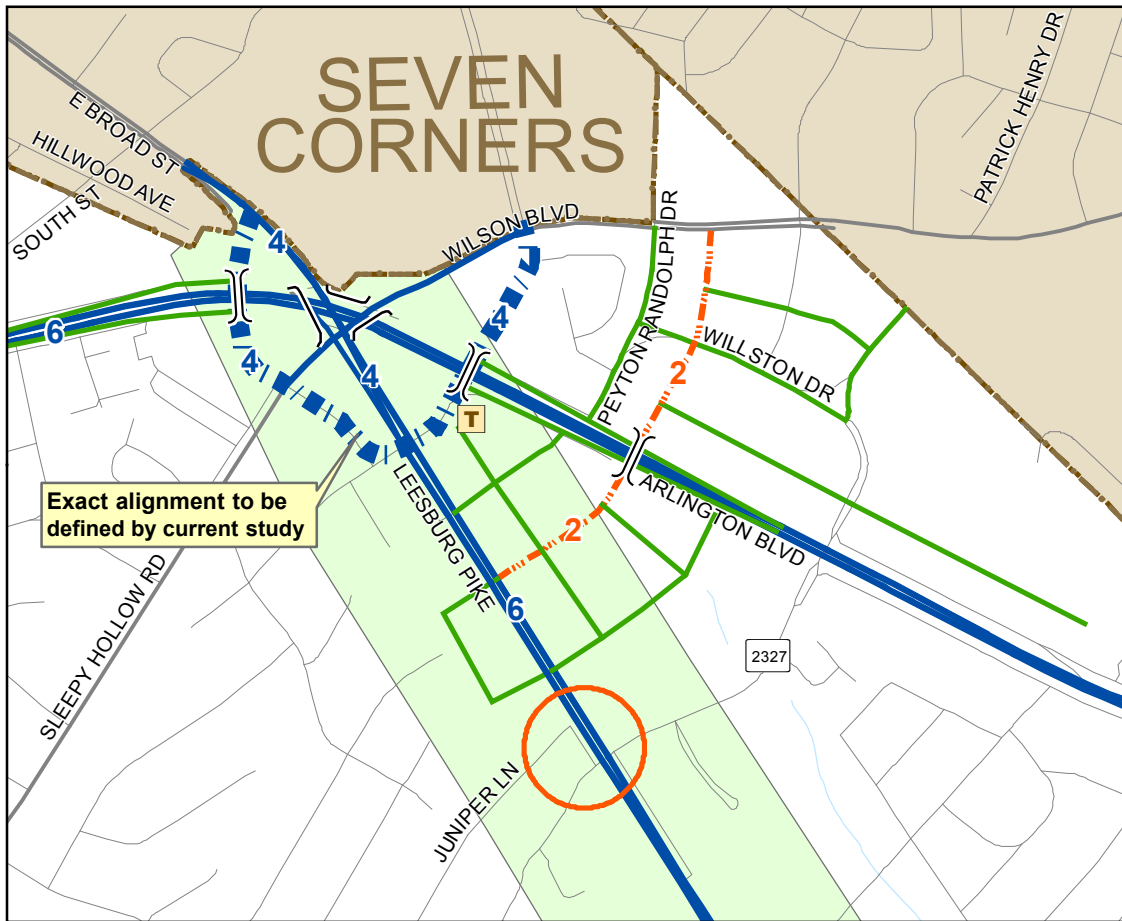 SEVEN
CORNERS
PATRICK HENRY DR
E BROAD ST
HILLWOOD AVE
SOUTH ST
WILSON BLVD
PEYTON RANDOLPH DR
4
4
6
4
4
WILLSTON DR
2
T
LEESBURG PIKE
ARLINGTON BLVD
Exact alignment to be
defined by current study
2
SLEEPY HOLLOW RD
6
2327
JUNIPER LN